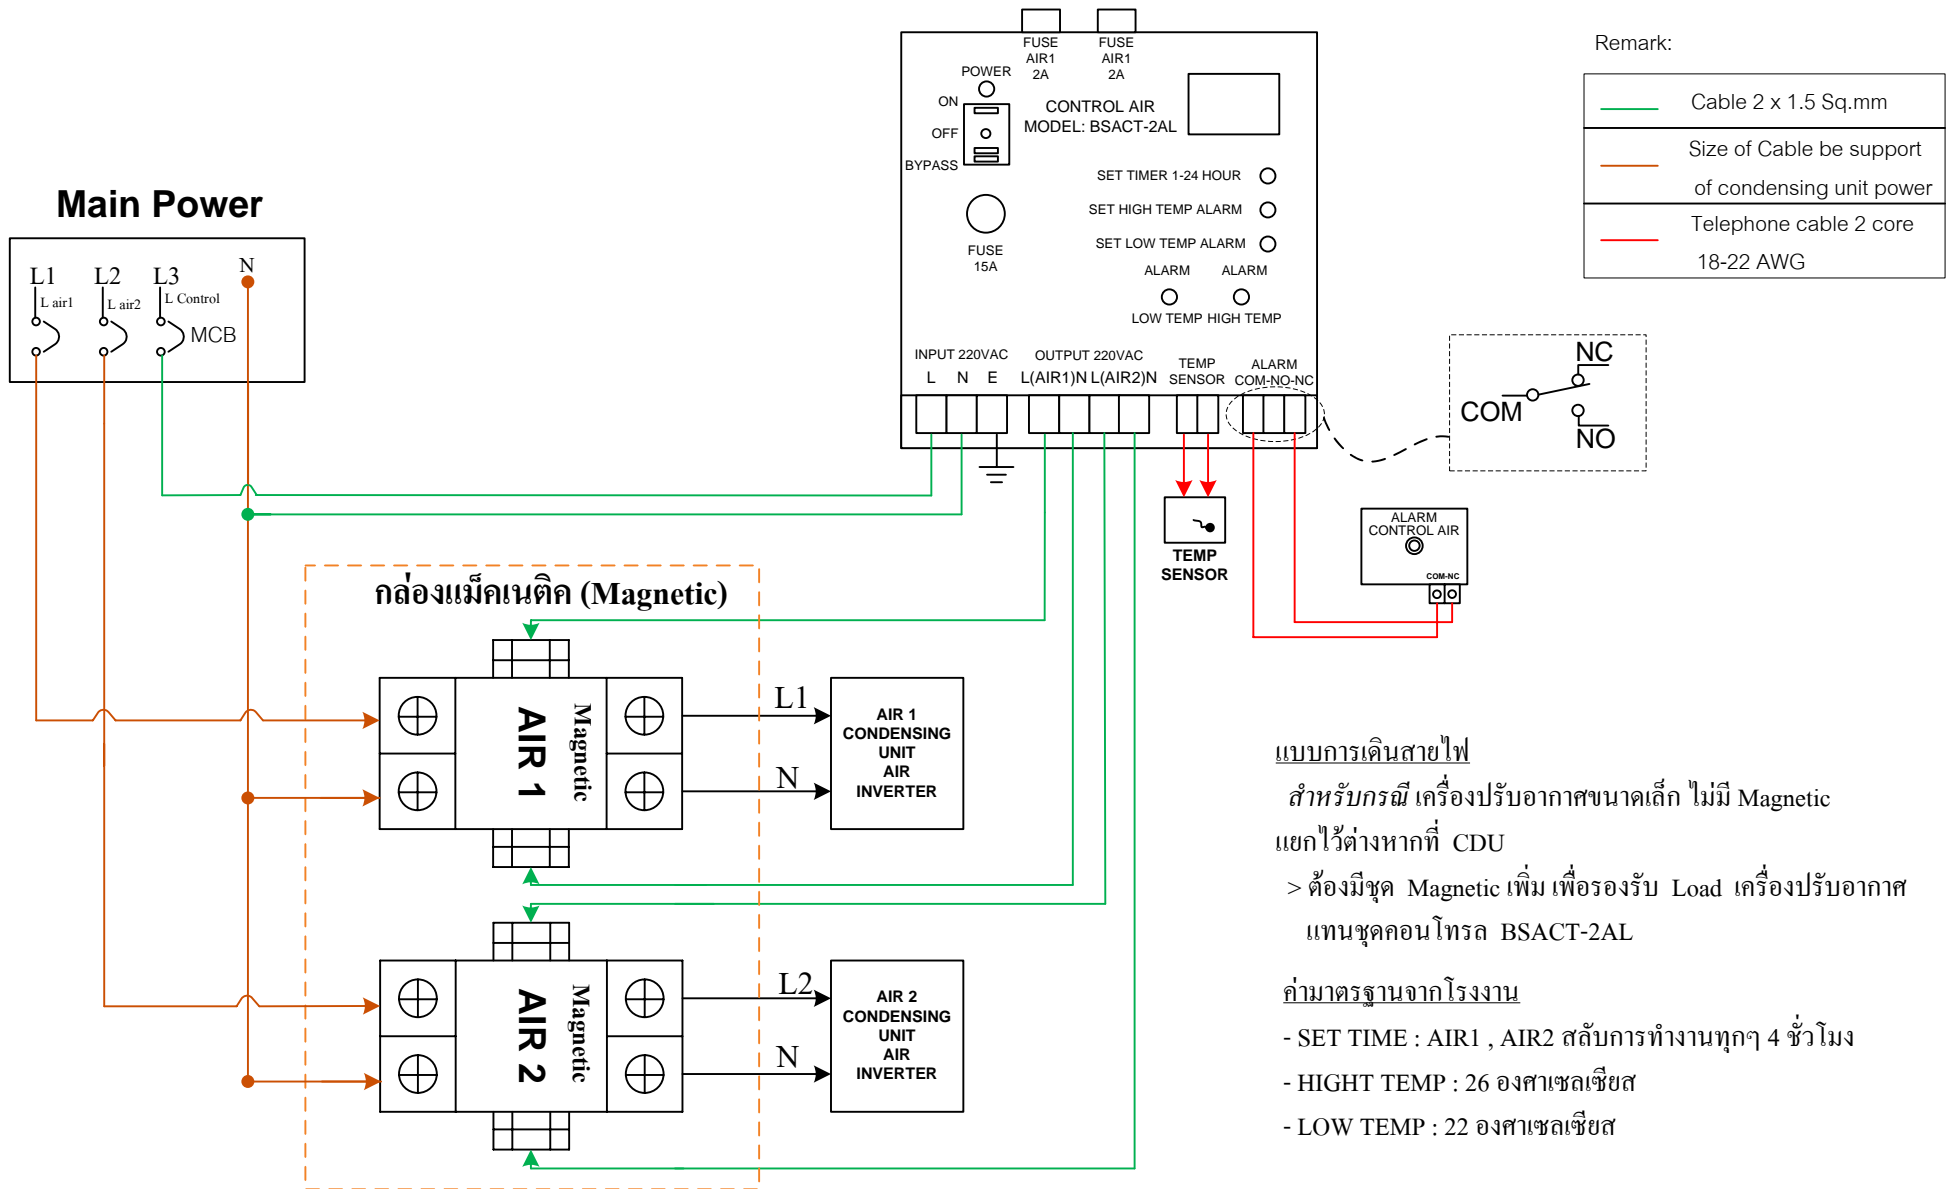 Main Power
L1
L2
L3
N
L air1
L air2
L Control
MCB
FUSE
AIR1
2A
FUSE
AIR1
2A
POWER
ON
OFF
BYPASS
CONTROL AIR
MODEL: BSACT-2AL
SET TIMER 1-24 HOUR
SET HIGH TEMP ALARM
SET LOW TEMP ALARM
FUSE
15A
ALARM
LOW TEMP
ALARM
HIGH TEMP
INPUT 220VAC
L N E
OUTPUT 220VAC
L(AIR1)N L(AIR2)N
TEMP
SENSOR
ALARM
COM-NO-NC
Remark:
Cable 2 x 1.5 Sq.mm
Size of Cable be support
of condensing unit power
Telephone cable 2 core
18-22 AWG
NC
COM
NO
TEMP
SENSOR
ALARM
CONTROL AIR
COM-NC
กล่องแม็คเนติค (Magnetic)
Magnetic
AIR 1
L1
N
AIR 1
CONDENSING
UNIT
AIR
INVERTER
Magnetic
AIR 2
L2
N
AIR 2
CONDENSING
UNIT
AIR
INVERTER
แบบการเดินสายไฟ
สำหรับกรณี เครื่องปรับอากาศขนาดเล็ก ไม่มี Magnetic
แยกไว้ต่างหากที่ CDU
> ต้องมีชุด Magnetic เพิ่ม เพื่อรองรับ Load เครื่องปรับอากาศ
แทนชุดคอนโทรล BSACT-2AL
ค่ามาตรฐานจากโรงงาน
- SET TIME : AIR1 , AIR2 สลับการทำงานทุกๆ 4 ชั่วโมง
- HIGHT TEMP : 26 องศาเซลเซียส
- LOW TEMP : 22 องศาเซลเซียส